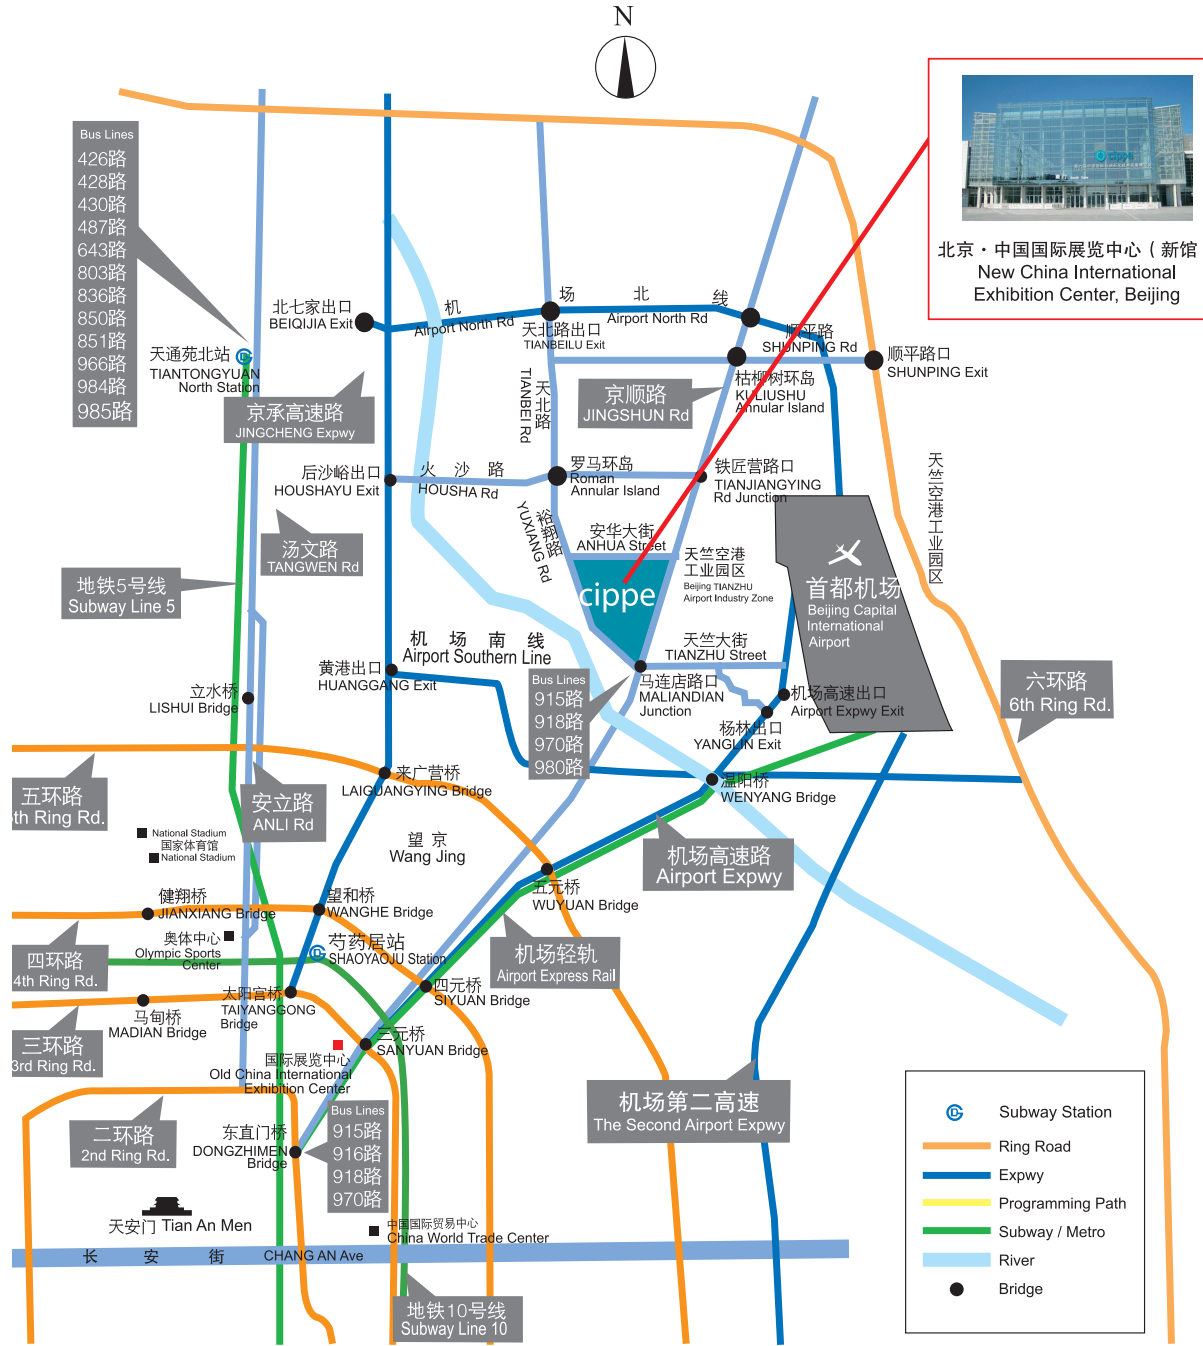 N
Bus Lines
426路
428路
430路
487路
643路
803路
836路
850路
851路
966路
984路
985路
cippe
北京·中国国际展览中心（新馆
New China International
Exhibition Center, Beijing
北七家出口
BEIQIJIA Exit
机场北线
Airport North Rd
Airport North Rd
天北路出口
TIANBEILU Exit
顺平路
SHUNPING Rd
顺平路口
SHUNPING Exit
天通苑北站
TIANTONGYUAN
North Station
京承高速路
JINGCHENG Expwy
天北路
TIANBEI Rd
京顺路
JINGSHUN Rd
枯柳树环岛
KULIUSHU
Annular Island
后沙峪出口
HOUSHAYU Exit
火沙路
HOUSHA Rd
罗马环岛
Roman
Annular Island
铁匠营路口
TIANJIANGYING
Rd Junction
天竺空港工业园区
裕翔路
YUXIANG Rd
安华大街
ANHUA Street
汤文路
TANGWEN Rd
地铁5号线
Subway Line 5
天竺空港
工业园区
Beijing TIANZHU
Airport Industry Zone
cippe
首都机场
Beijing Capital
International
Airport
机场南线
Airport Southern Line
天竺大街
TIANZHU Street
黄港出口
HUANGGANG Exit
立水桥
LISHUI Bridge
Bus Lines
915路
918路
970路
980路
马连店路口
MALIANDIAN
Junction
机场高速出口
Airport Expwy Exit
杨林出口
YANGLIN Exit
六环路
6th Ring Rd.
五环路
th Ring Rd.
安立路
ANLI Rd
来广营桥
LAIGUANGYING Bridge
温阳桥
WENYANG Bridge
National Stadium
国家体育馆
National Stadium
望京
Wang Jing
机场高速路
Airport Expwy
健翔桥
JIANXIANG Bridge
望和桥
WANGHE Bridge
五元桥
WUYUAN Bridge
奥体中心
Olympic Sports
Center
芍药居站
SHAOYAOJU Station
机场轻轨
Airport Express Rail
四环路
4th Ring Rd.
太阳宫桥
TAIYANGGONG
Bridge
四元桥
SIYUAN Bridge
马甸桥
MADIAN Bridge
三环路
3rd Ring Rd.
三元桥
SANYUAN Bridge
国际展览中心
Old China International
Exhibition Center
二环路
2nd Ring Rd.
东直门桥
DONGZHIMEN
Bridge
Bus Lines
915路
916路
918路
970路
机场第二高速
The Second Airport Expwy
天安门 Tian An Men
中国国际贸易中心
China World Trade Center
长安街 CHANG AN Ave
地铁10号线
Subway Line 10
Subway Station
Ring Road
Expwy
Programming Path
Subway / Metro
River
Bridge